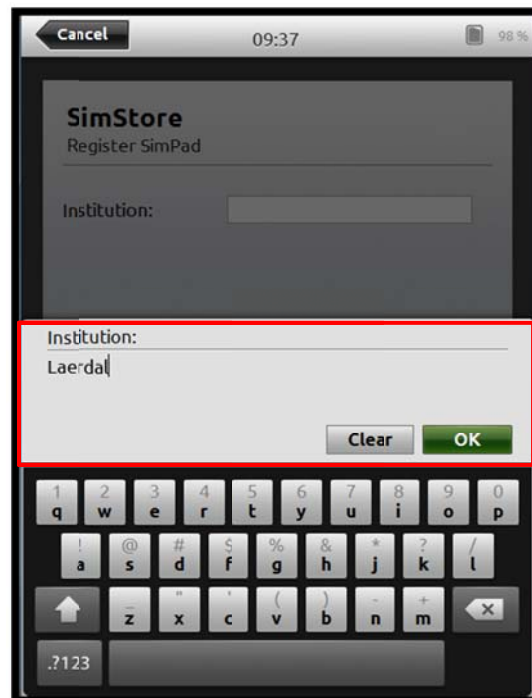 Cancel 09:37 98 %
SimStore
Register SimPad
Institution:
Institution:
Laerdal
Clear OK
1 2 3 4 5 6 7 8 9 0
q w e r t y u i o p
! @ # $ % & * ? /
a s d f g h j k l
_ " ' ( ) - +
z x c v b n m
.?123